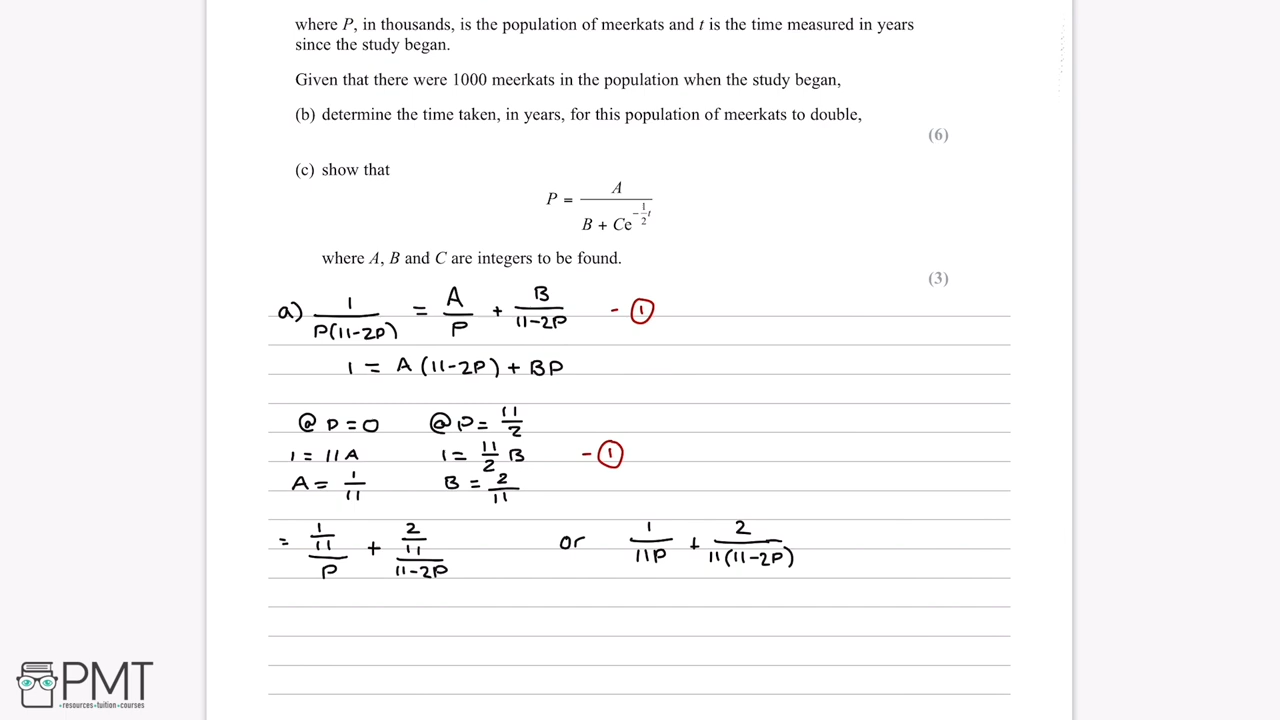 where P, in thousands, is the population of meerkats and t is the time measured in years
since the study began.
Given that there were 1000 meerkats in the population when the study began,
(b) determine the time taken, in years, for this population of meerkats to double,
(6)
(c) show that
P = A / (B + Ce^(-1/2 t))
where A, B and C are integers to be found.
(3)
a) 1/(P(11-2P)) = A/P + B/(11-2P) - ①
1 = A(11-2P) + BP
@ P=0 @ P= 11/2
1 = 11A 1 = 11/2 B - ①
A = 1/11 B = 2/11
= (1/11)/P + (2/11)/(11-2P) or 1/(11P) + 2/(11(11-2P))
PMT
•resources•tuition•courses